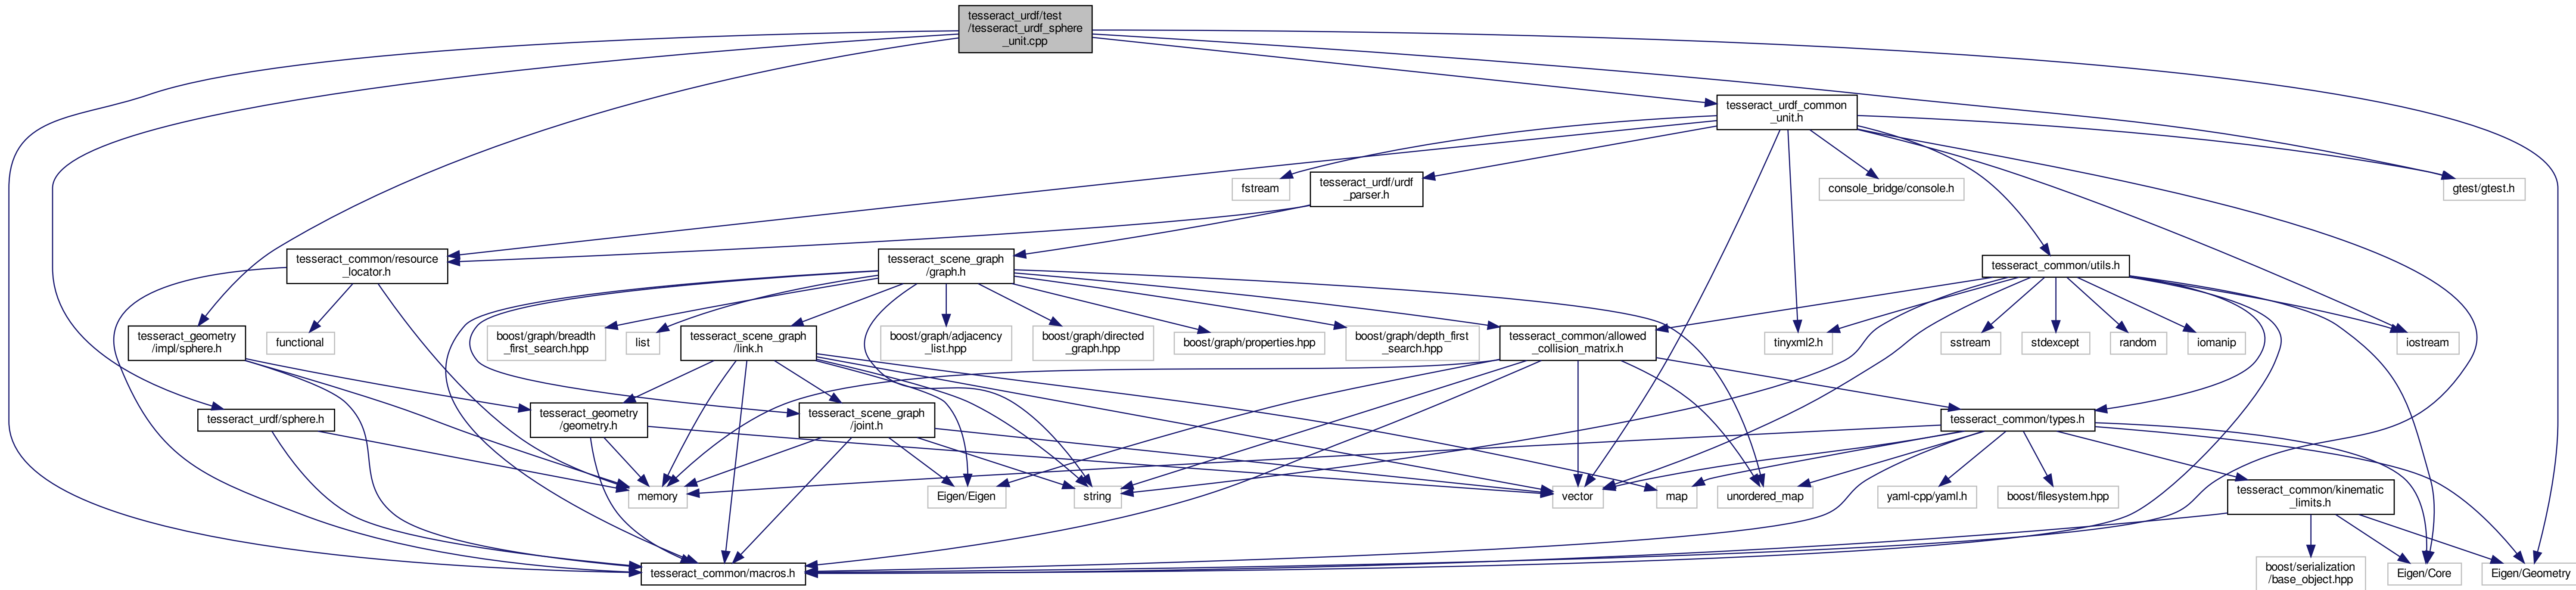 tesseract_urdf/test
/tesseract_urdf_sphere
_unit.cpp
tesseract_urdf_common
_unit.h
fstream
tesseract_urdf/urdf
_parser.h
console_bridge/console.h
gtest/gtest.h
tesseract_common/resource
_locator.h
tesseract_scene_graph
/graph.h
tesseract_common/utils.h
tesseract_geometry
/impl/sphere.h
functional
boost/graph/breadth
_first_search.hpp
list
tesseract_scene_graph
/link.h
boost/graph/adjacency
_list.hpp
boost/graph/directed
_graph.hpp
boost/graph/properties.hpp
boost/graph/depth_first
_search.hpp
tesseract_common/allowed
_collision_matrix.h
tinyxml2.h
sstream
stdexcept
random
iomanip
iostream
tesseract_urdf/sphere.h
tesseract_geometry
/geometry.h
tesseract_scene_graph
/joint.h
tesseract_common/types.h
memory
Eigen/Eigen
string
vector
map
unordered_map
yaml-cpp/yaml.h
boost/filesystem.hpp
tesseract_common/kinematic
_limits.h
tesseract_common/macros.h
boost/serialization
/base_object.hpp
Eigen/Core
Eigen/Geometry